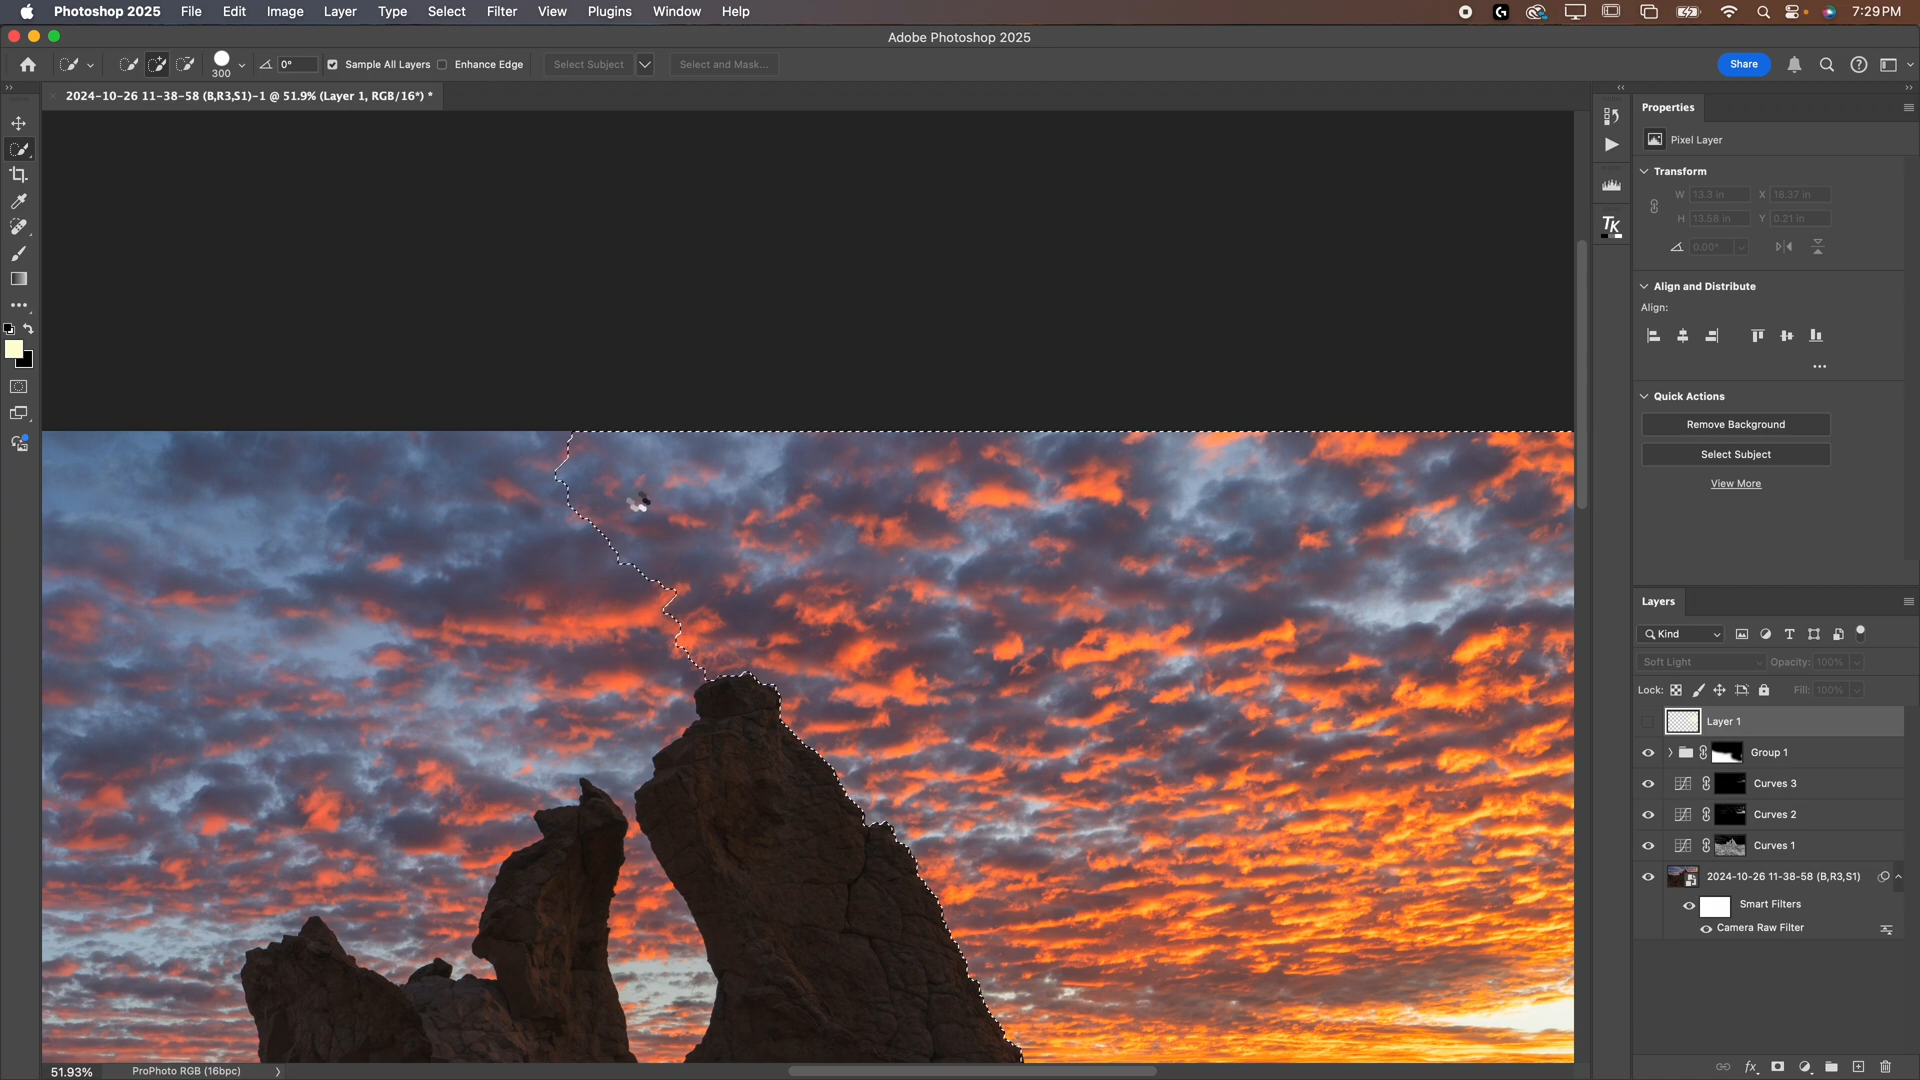 Photoshop 2025 File Edit Image Layer Type Select Filter View Plugins Window Help 7:29 PM
Adobe Photoshop 2025
300 0° Sample All Layers Enhance Edge Select Subject Select and Mask... Share
2024-10-26 11-38-58 (B,R3,S1)-1 @ 51.9% (Layer 1, RGB/16*) *
Properties
Pixel Layer
Transform
W 13.3 in X 18.37 in
H 13.58 in Y 0.21 in
0.00°
TK
Align and Distribute
Align:
Quick Actions
Remove Background
Select Subject
View More
Layers
Kind
Soft Light Opacity: 100%
Lock: Fill: 100%
Layer 1
Group 1
Curves 3
Curves 2
Curves 1
2024-10-26 11-38-58 (B,R3,S1)
Smart Filters
Camera Raw Filter
51.93% ProPhoto RGB (16bpc)